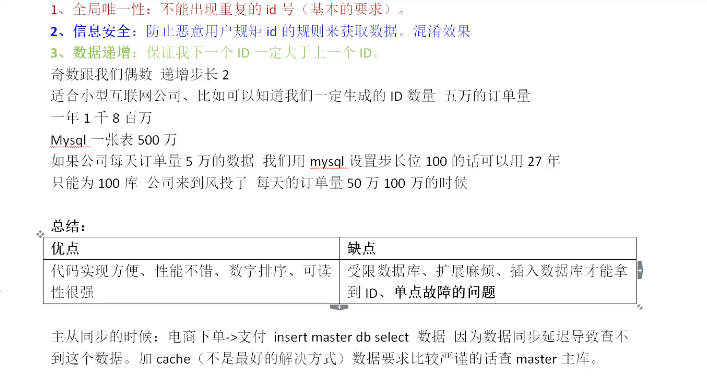 1、全局唯一性：不能出现重复的 id 号（基本的要求）。
2、信息安全：防止恶意用户规矩 id 的规则来获取数据。混淆效果
3、数据递增：保证我下一个 ID 一定大于上一个 ID。
奇数跟我们偶数 递增步长 2
适合小型互联网公司、比如可以知道我们一定生成的 ID 数量 五万的订单量
一年 1 千 8 百万
Mysql 一张表 500 万
如果公司每天订单量 5 万的数据 我们用 mysql 设置步长位 100 的话可以用 27 年
只能为 100 库 公司来到风投了 每天的订单量 50 万 100 万的时候
总结：
优点 缺点
代码实现方便、性能不错、数字排序、可读 受限数据库、扩展麻烦、插入数据库才能拿
性很强 到 ID、单点故障的问题
主从同步的时候：电商下单->支付 insert master db select 数据 因为数据同步延迟导致查不
到这个数据。加 cache（不是最好的解决方式）数据要求比较严谨的话查 master 主库。